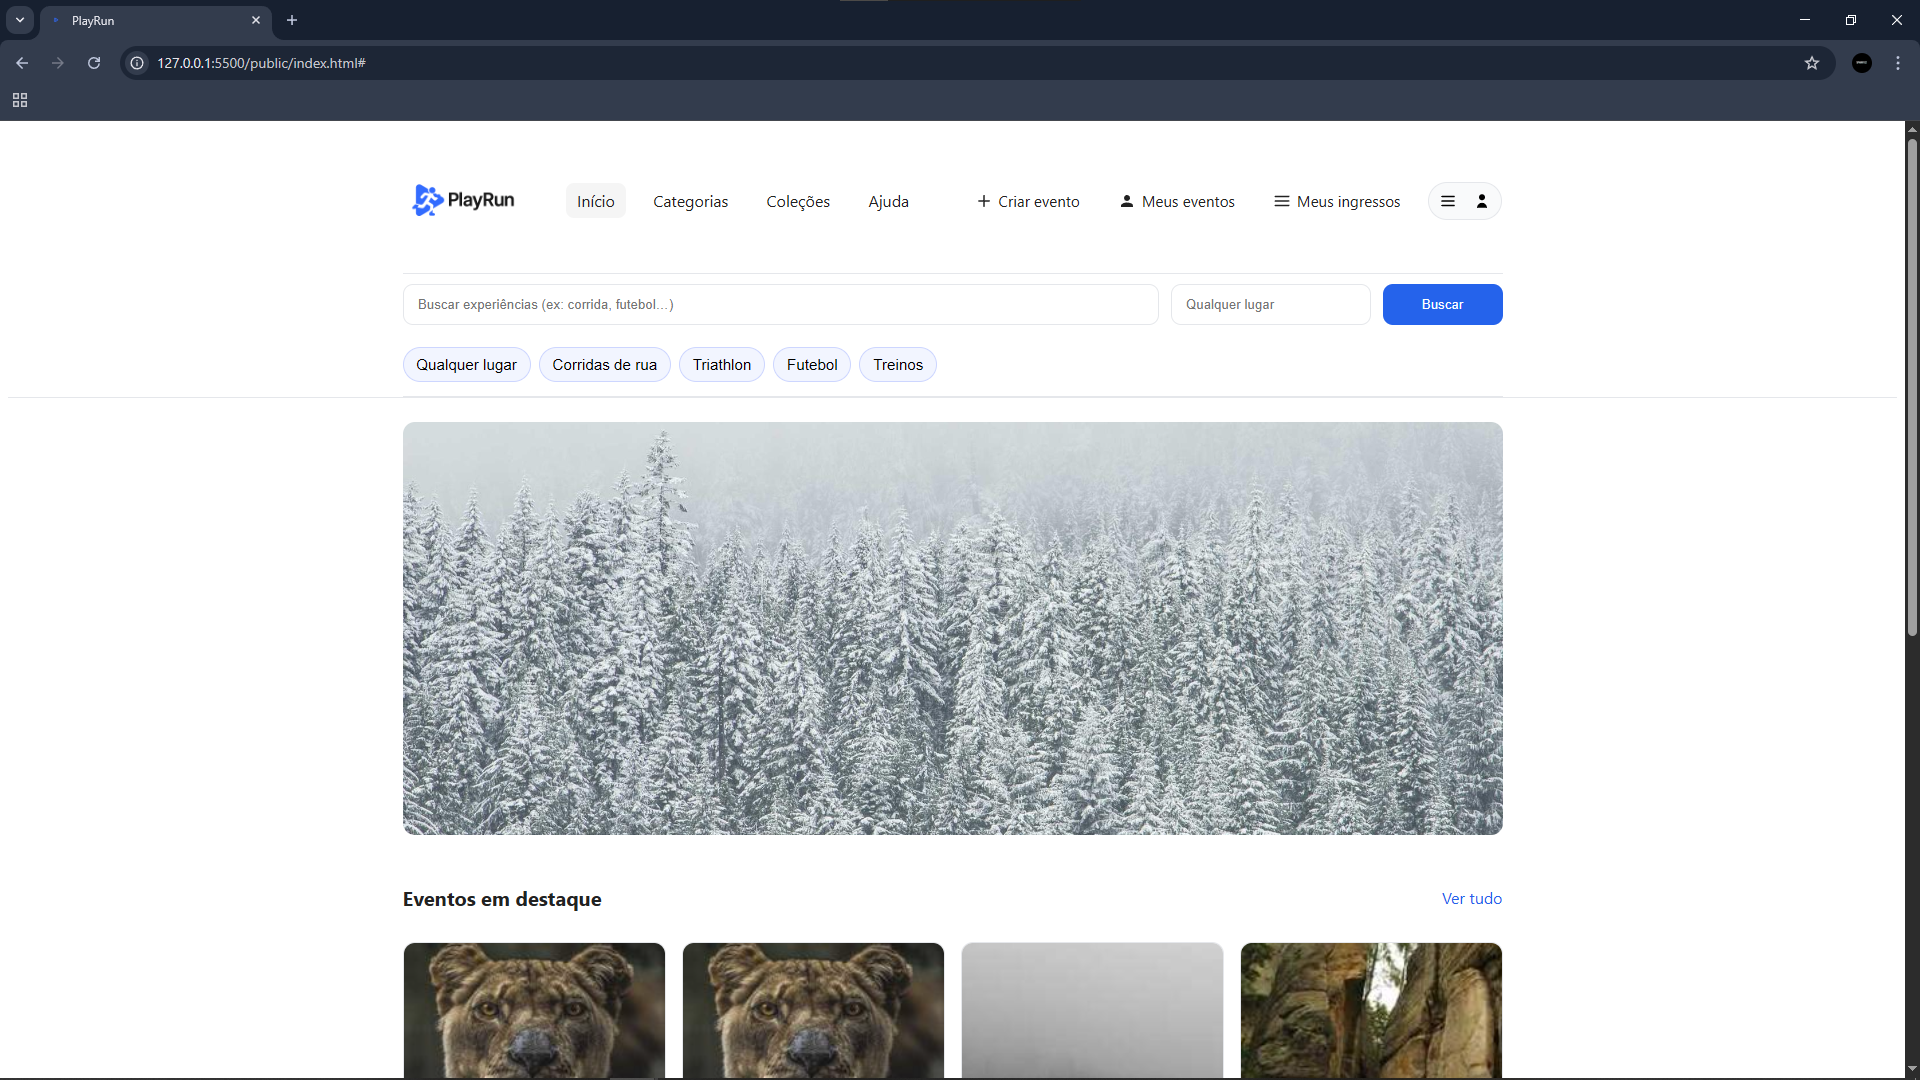 PlayRun
127.0.0.1:5500/public/index.html#
PlayRun
Início
Categorias
Coleções
Ajuda
Criar evento
Meus eventos
Meus ingressos
Buscar experiências (ex: corrida, futebol...)
Qualquer lugar
Buscar
Qualquer lugar
Corridas de rua
Triathlon
Futebol
Treinos
Eventos em destaque
Ver tudo